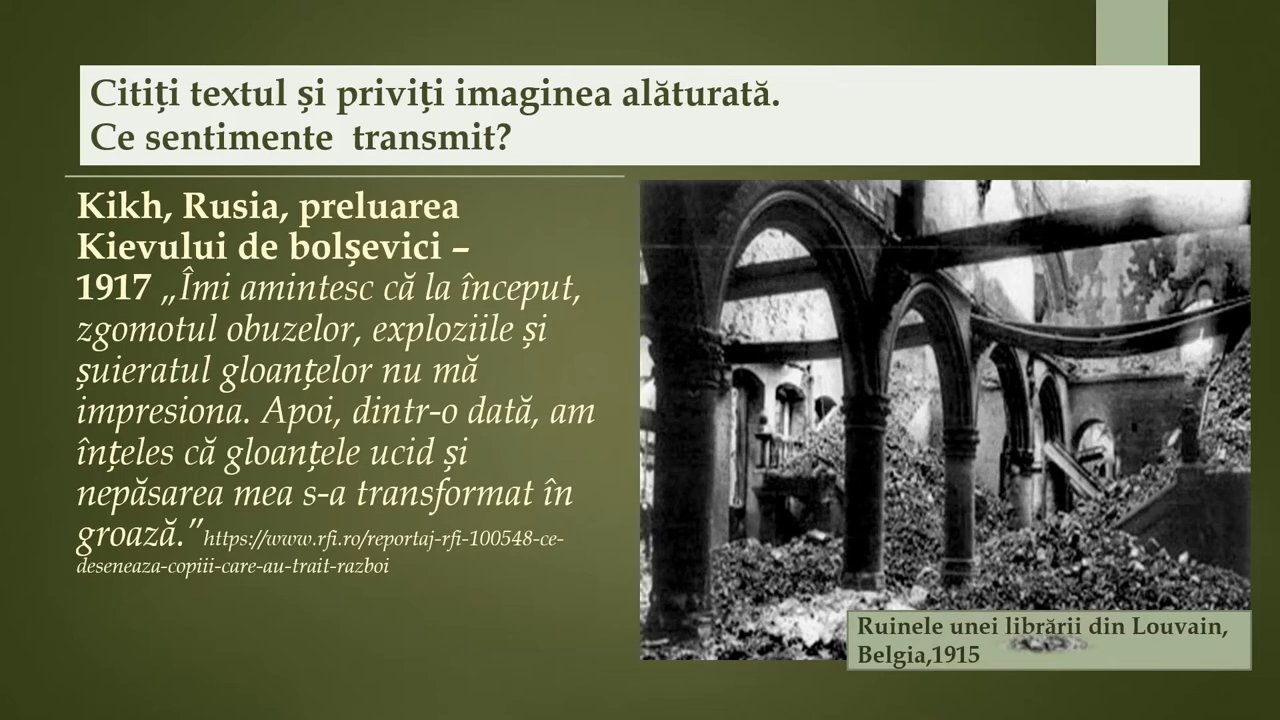 Citiți textul și priviți imaginea alăturată.
Ce sentimente transmit?
Kikh, Rusia, preluarea
Kievului de bolșevici –
1917 „Îmi amintesc că la început,
zgomotul obuzelor, exploziile și
șuieratul gloanțelor nu mă
impresiona. Apoi, dintr-o dată, am
înțeles că gloanțele ucid și
nepăsarea mea s-a transformat în
groază.” https://www.rfi.ro/reportaj-rfi-100548-ce-
deseneaza-copiii-care-au-trait-razboi
Ruinele unei librării din Louvain,
Belgia,1915